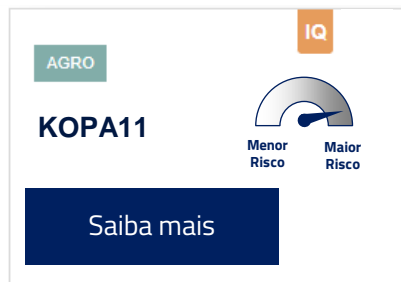 IQ
AGRO
KOPA11
Menor
Risco
Maior
Risco
Saiba mais